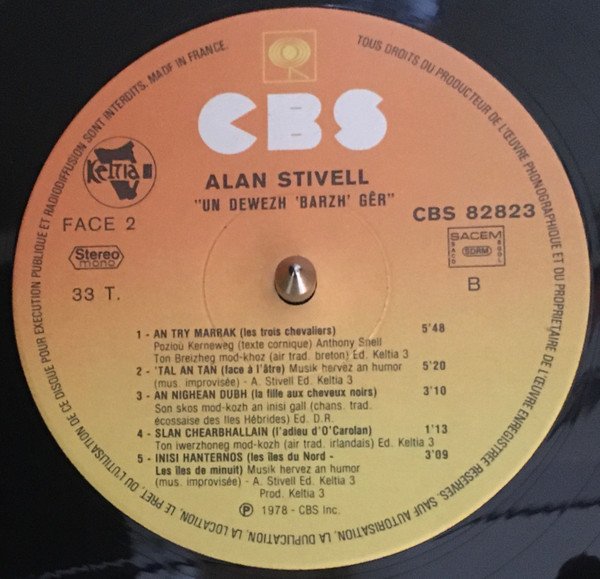 CBS
Keltia III
ALAN STIVELL
"UN DEWEZH 'BARZH' GÊR"
FACE 2
CBS 82823
Stereo
mono
SACEM
SACD
SDRM
SGDL
33 T.
B
1 - AN TRY MARRAK (les trois chevaliers) 5'48
Pozioù Kerneweg (texte cornique) Anthony Snell
Ton Breizheg mod-khoz (air trad. breton) Ed. Keltia 3
2 - 'TAL AN TAN (face à l'âtre) Musik hervez an humor 5'20
(mus. improvisée) - A. Stivell Ed. Keltia 3
3 - AN NIGHEAN DUBH (la fille aux cheveux noirs) 3'10
Son skos mod-kozh an inisi gall (chans. trad.
écossaise des Iles Hébrides) Ed. D.R.
4 - SLAN CHEARBHALLAIN (l'adieu d'O'Carolan) 1'13
Ton iwerzhoneg mod-kozh (air trad. irlandais) Ed. Keltia 3
5 - INISI HANTERNOS (les îles du Nord - 3'09
Les îles de minuit) Musik hervez an humor
(mus. improvisée) - A. Stivell Ed. Keltia 3
Prod. Keltia 3
℗ 1978 - CBS Inc.
TOUS DROITS DU PRODUCTEUR DE L'ŒUVRE PHONOGRAPHIQUE ET DU PROPRIÉTAIRE DE L'ŒUVRE ENREGISTRÉE RESERVES. SAUF AUTORISATION, LA DUPLICATION, LA LOCATION, LE PRET, OU L'UTILISATION DE CE DISQUE POUR EXECUTION PUBLIQUE ET RADIODIFFUSION SONT INTERDITS. MADE IN FRANCE.